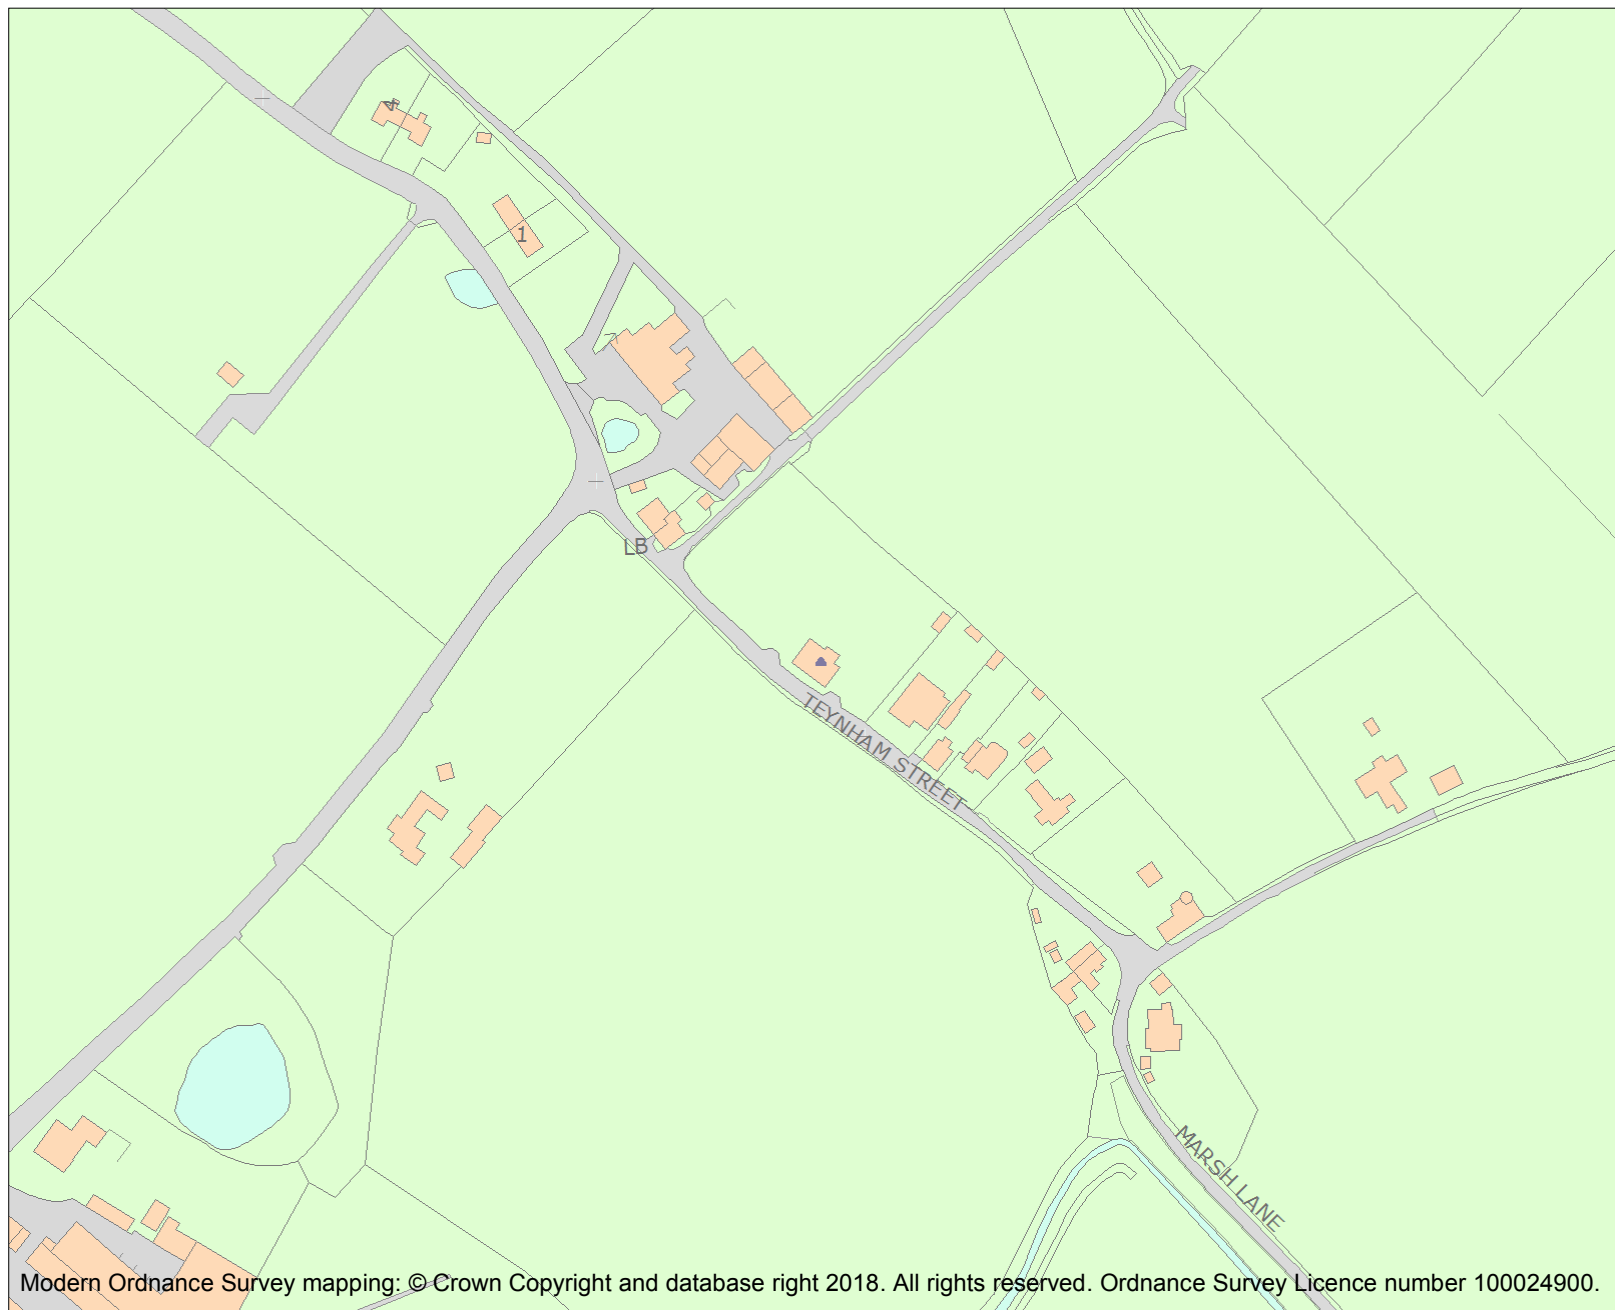 4
1
LB
TEYNHAM STREET
MARSH LANE
Modern Ordnance Survey mapping: © Crown Copyright and database right 2018. All rights reserved. Ordnance Survey Licence number 100024900.